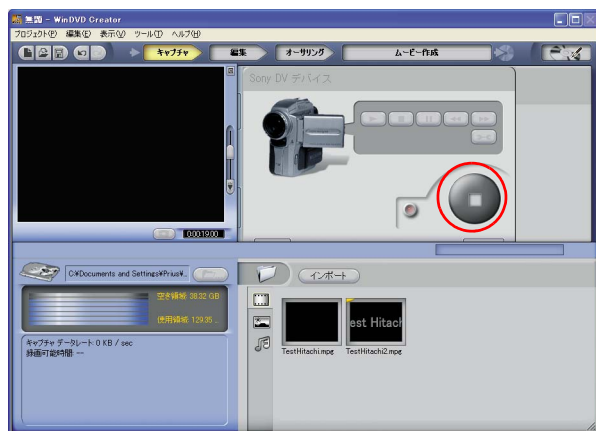 無題 - WinDVD Creator
プロジェクト(P) 編集(E) 表示(V) ツール(T) ヘルプ(H)
キャプチャ 編集 オーサリング ムービー作成
Sony DV デバイス
0:00:19:00
C:¥Documents and Settings¥Prius¥..
インポート
空き領域: 38.32 GB
使用領域: 129.35 ..
キャプチャ データレート: 0 KB / sec
録画可能時間: --
est Hitach
TestHitachi.mpg TestHitachi2.mpg